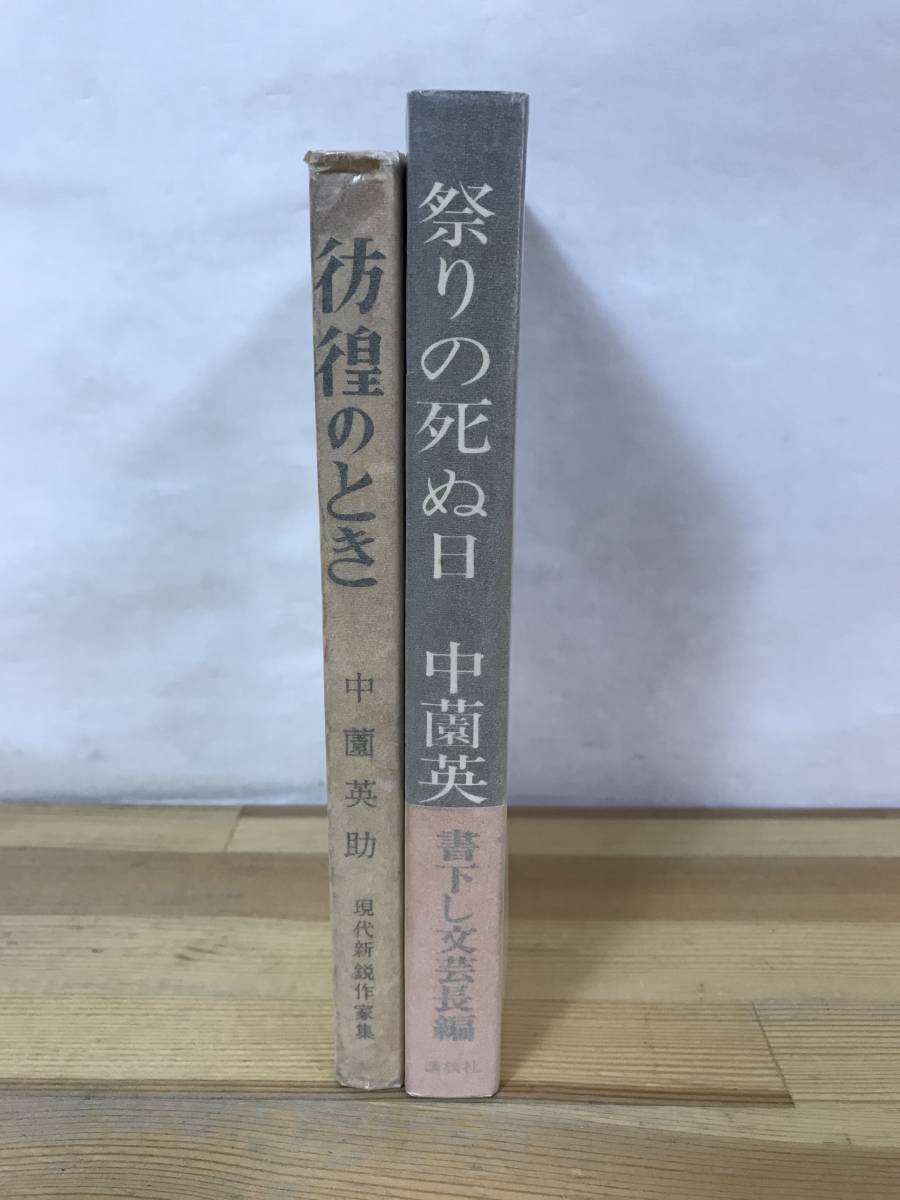 彷徨のとき
中薗英助
現代新鋭作家集
祭りの死ぬ日
中薗英
書下し文芸長編
講談社